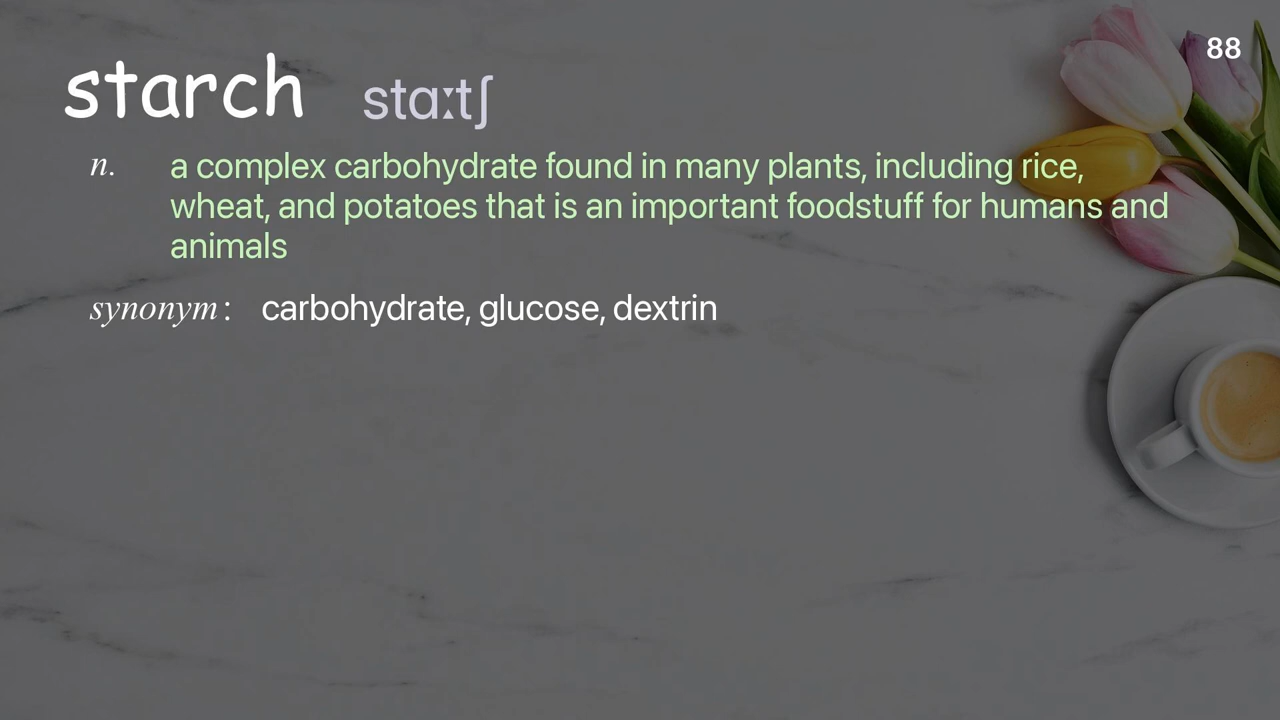 88
starch stɑːtʃ
n. a complex carbohydrate found in many plants, including rice,
wheat, and potatoes that is an important foodstuff for humans and
animals
synonym: carbohydrate, glucose, dextrin